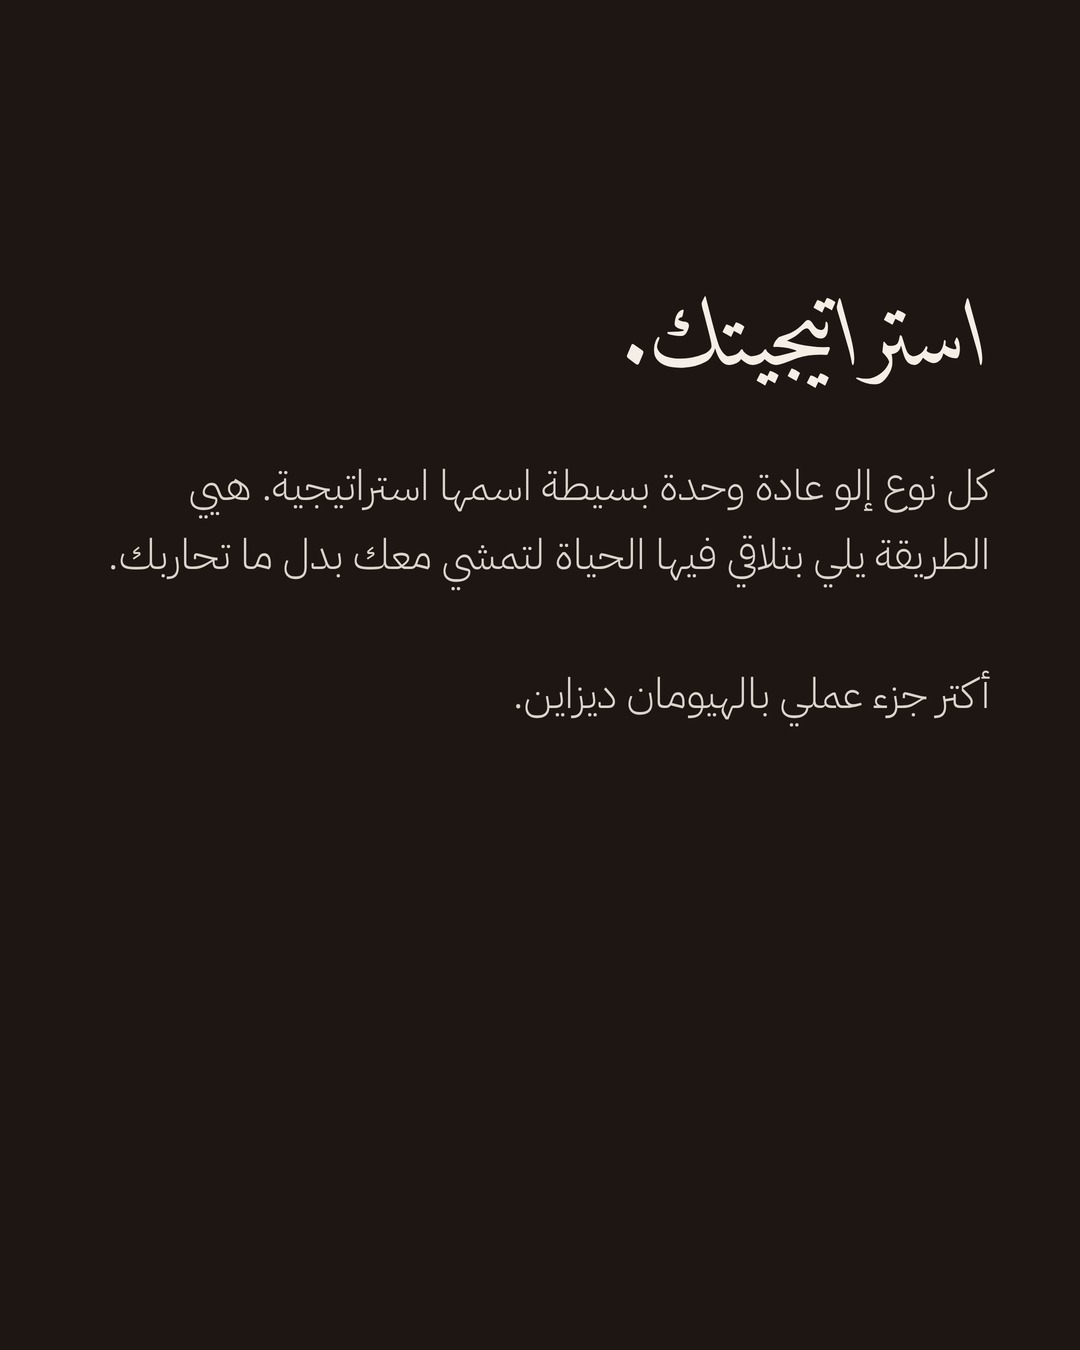 استراتيجيتك.
كل نوع إلو عادة وحدة بسيطة اسمها استراتيجية. هيي
الطريقة يلي بتلاقي فيها الحياة لتمشي معك بدل ما تحاربك.
أكتر جزء عملي بالهيومان ديزاين.